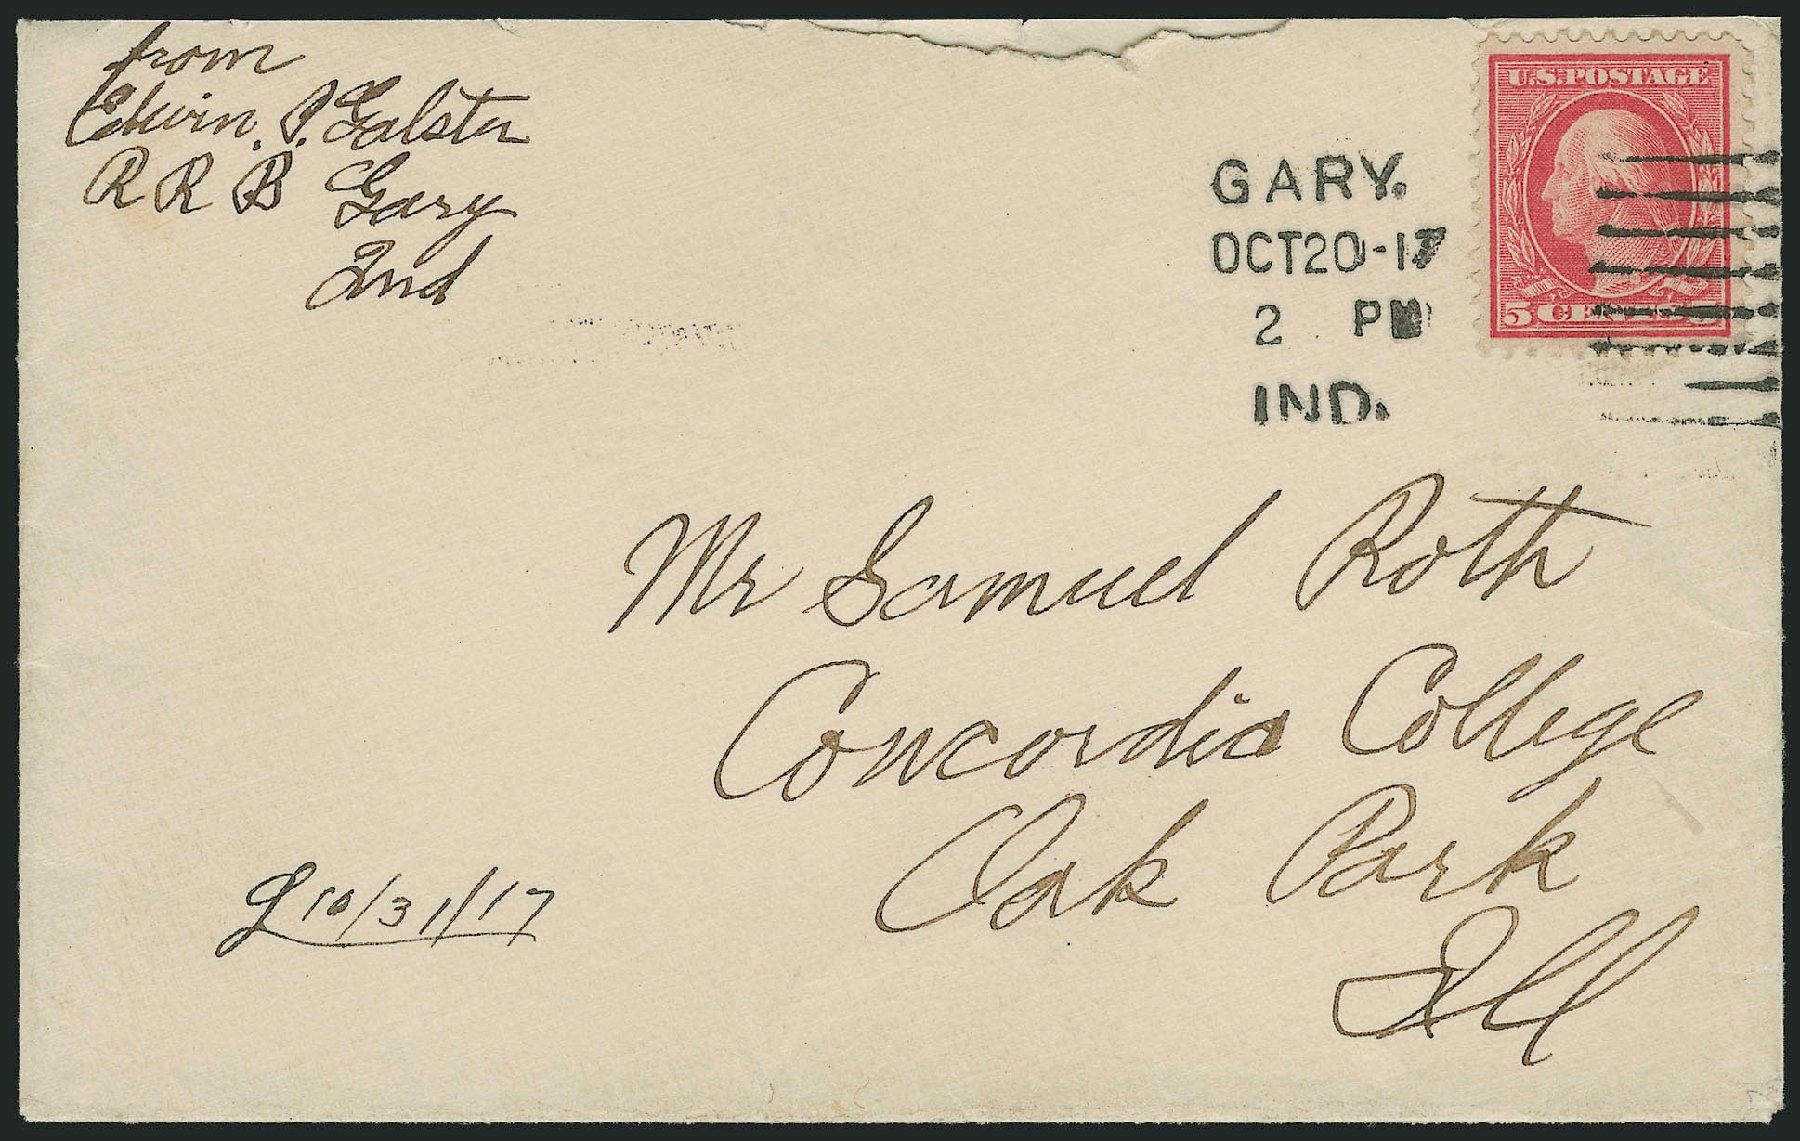 from
Edwin. P. Galster
R R B Gary
Ind
U.S. POSTAGE
5 CEN
GARY.
OCT 20-17
2 PM
IND.
Mr Samuel Roth
Concordia College
Oak Park
Ill
10/31/17